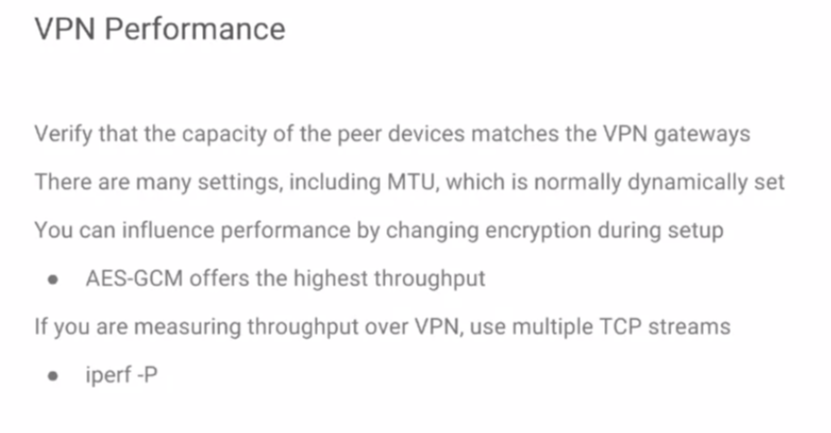 VPN Performance
Verify that the capacity of the peer devices matches the VPN gateways
There are many settings, including MTU, which is normally dynamically set
You can influence performance by changing encryption during setup
• AES-GCM offers the highest throughput
If you are measuring throughput over VPN, use multiple TCP streams
• iperf -P